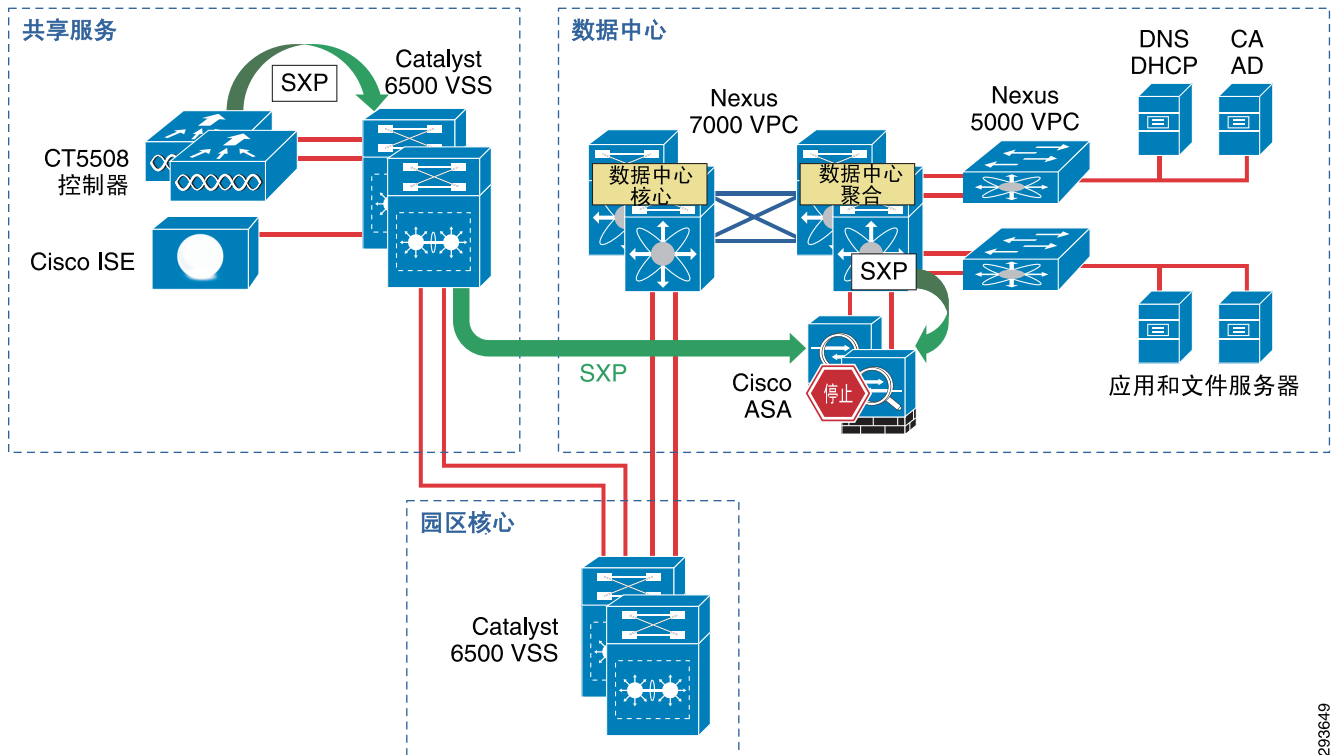 共享服务
SXP
Catalyst
6500 VSS
CT5508
控制器
Cisco ISE
数据中心
Nexus
7000 VPC
数据中心
核心
数据中心
聚合
Nexus
5000 VPC
DNS
DHCP
CA
AD
SXP
SXP
Cisco
ASA
停止
应用和文件服务器
园区核心
Catalyst
6500 VSS
293649